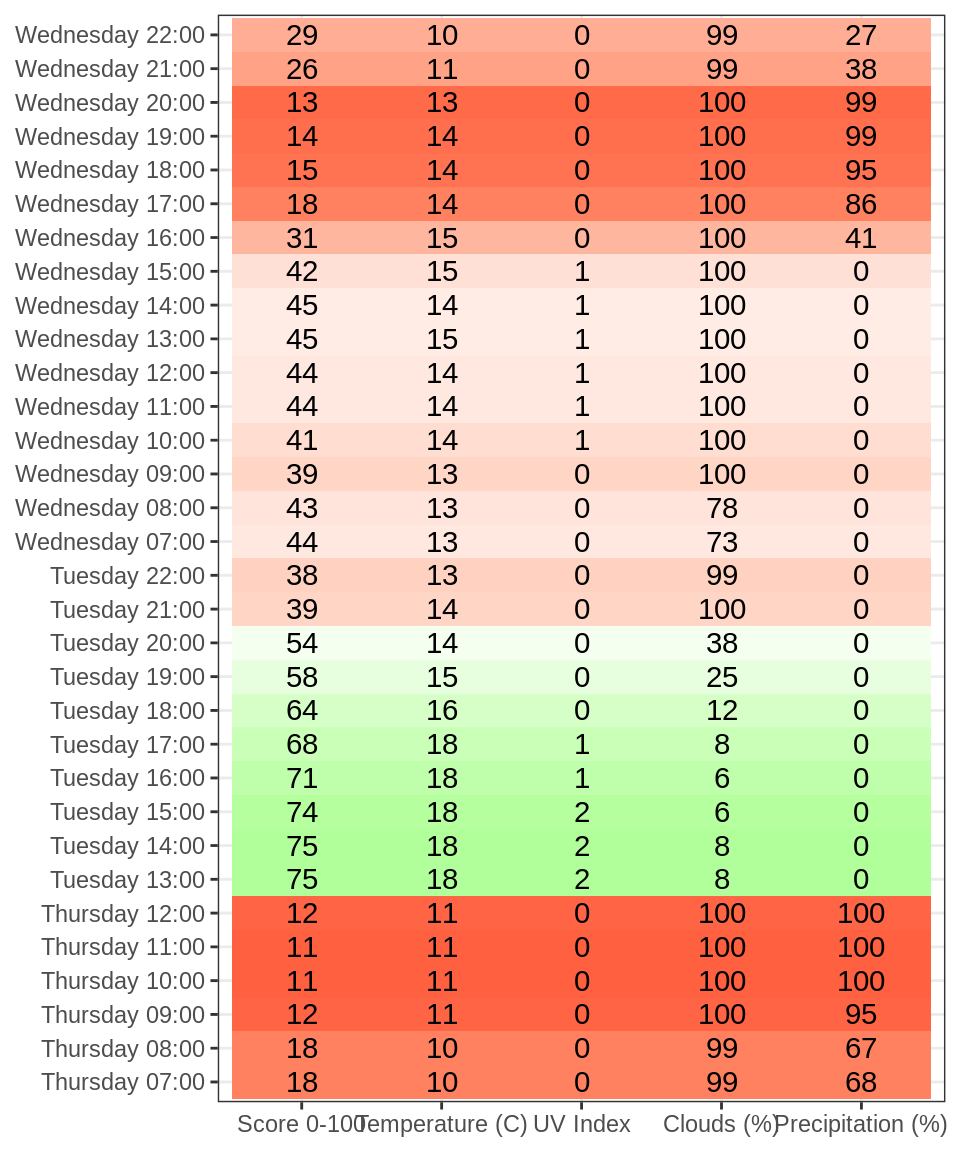 Wednesday 22:00 29 10 0 99 27
Wednesday 21:00 26 11 0 99 38
Wednesday 20:00 13 13 0 100 99
Wednesday 19:00 14 14 0 100 99
Wednesday 18:00 15 14 0 100 95
Wednesday 17:00 18 14 0 100 86
Wednesday 16:00 31 15 0 100 41
Wednesday 15:00 42 15 1 100 0
Wednesday 14:00 45 14 1 100 0
Wednesday 13:00 45 15 1 100 0
Wednesday 12:00 44 14 1 100 0
Wednesday 11:00 44 14 1 100 0
Wednesday 10:00 41 14 1 100 0
Wednesday 09:00 39 13 0 100 0
Wednesday 08:00 43 13 0 78 0
Wednesday 07:00 44 13 0 73 0
Tuesday 22:00 38 13 0 99 0
Tuesday 21:00 39 14 0 100 0
Tuesday 20:00 54 14 0 38 0
Tuesday 19:00 58 15 0 25 0
Tuesday 18:00 64 16 0 12 0
Tuesday 17:00 68 18 1 8 0
Tuesday 16:00 71 18 1 6 0
Tuesday 15:00 74 18 2 6 0
Tuesday 14:00 75 18 2 8 0
Tuesday 13:00 75 18 2 8 0
Thursday 12:00 12 11 0 100 100
Thursday 11:00 11 11 0 100 100
Thursday 10:00 11 11 0 100 100
Thursday 09:00 12 11 0 100 95
Thursday 08:00 18 10 0 99 67
Thursday 07:00 18 10 0 99 68
Score 0-100 Temperature (C) UV Index Clouds (%) Precipitation (%)